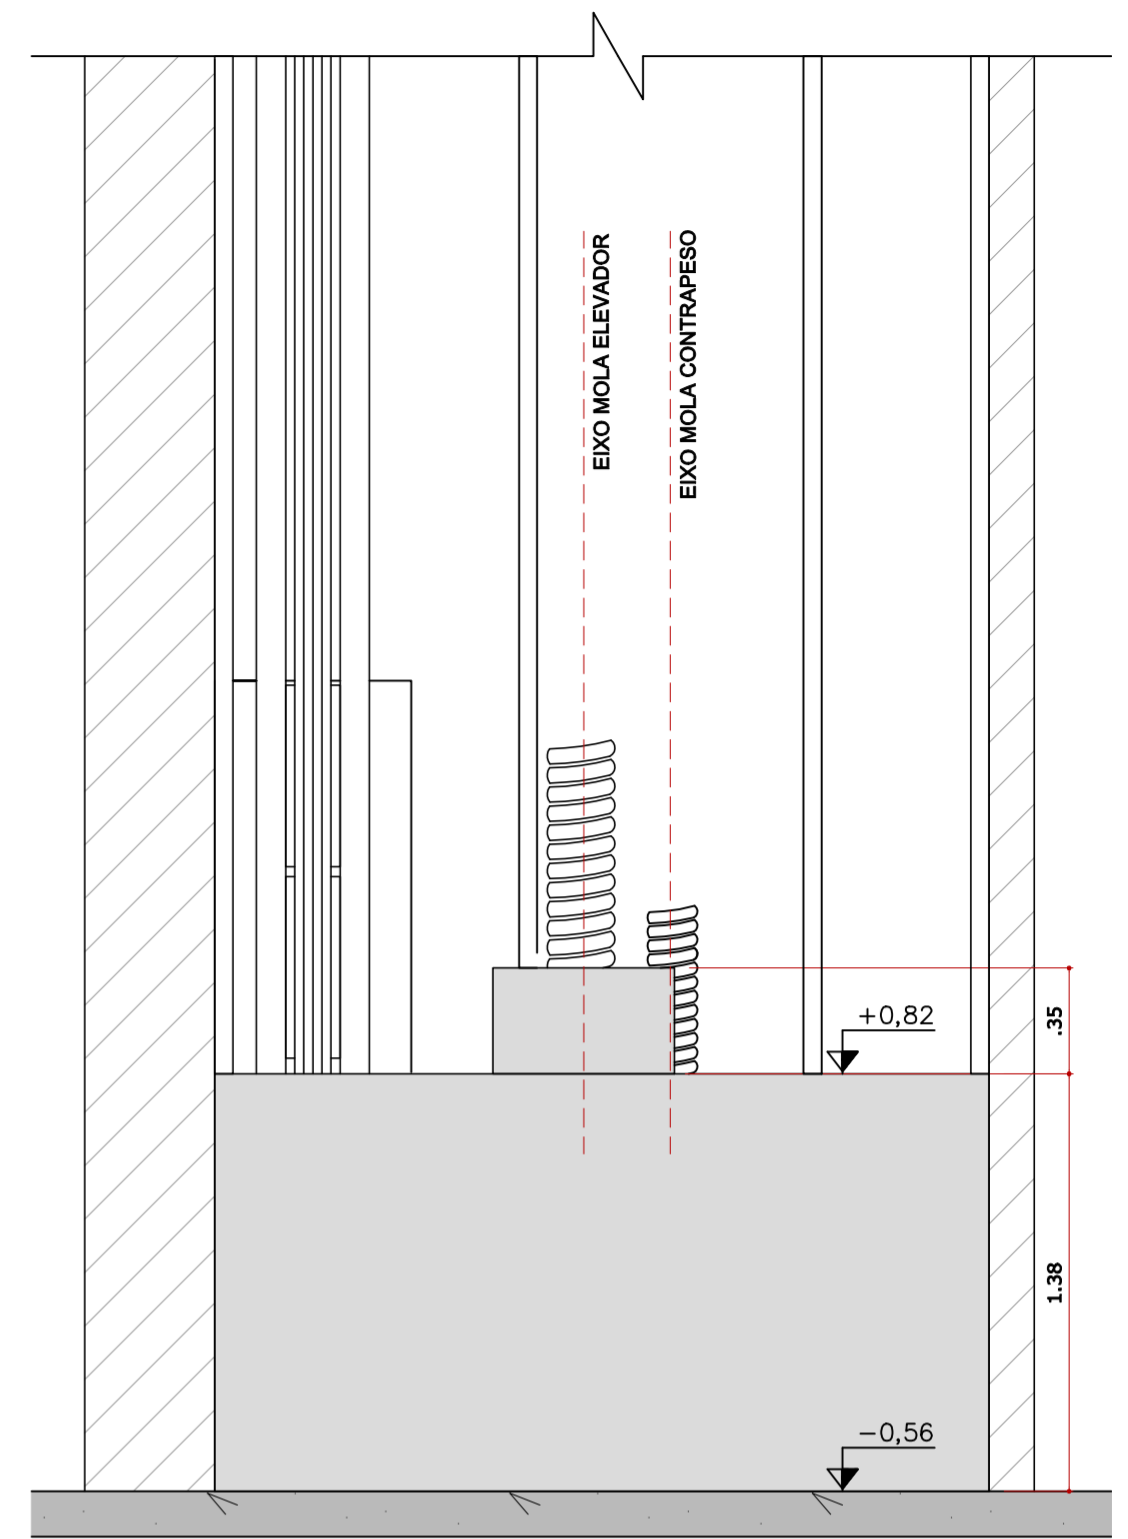 EIXO MOLA ELEVADOR
EIXO MOLA CONTRAPESO
+0,82
.35
1.38
−0,56